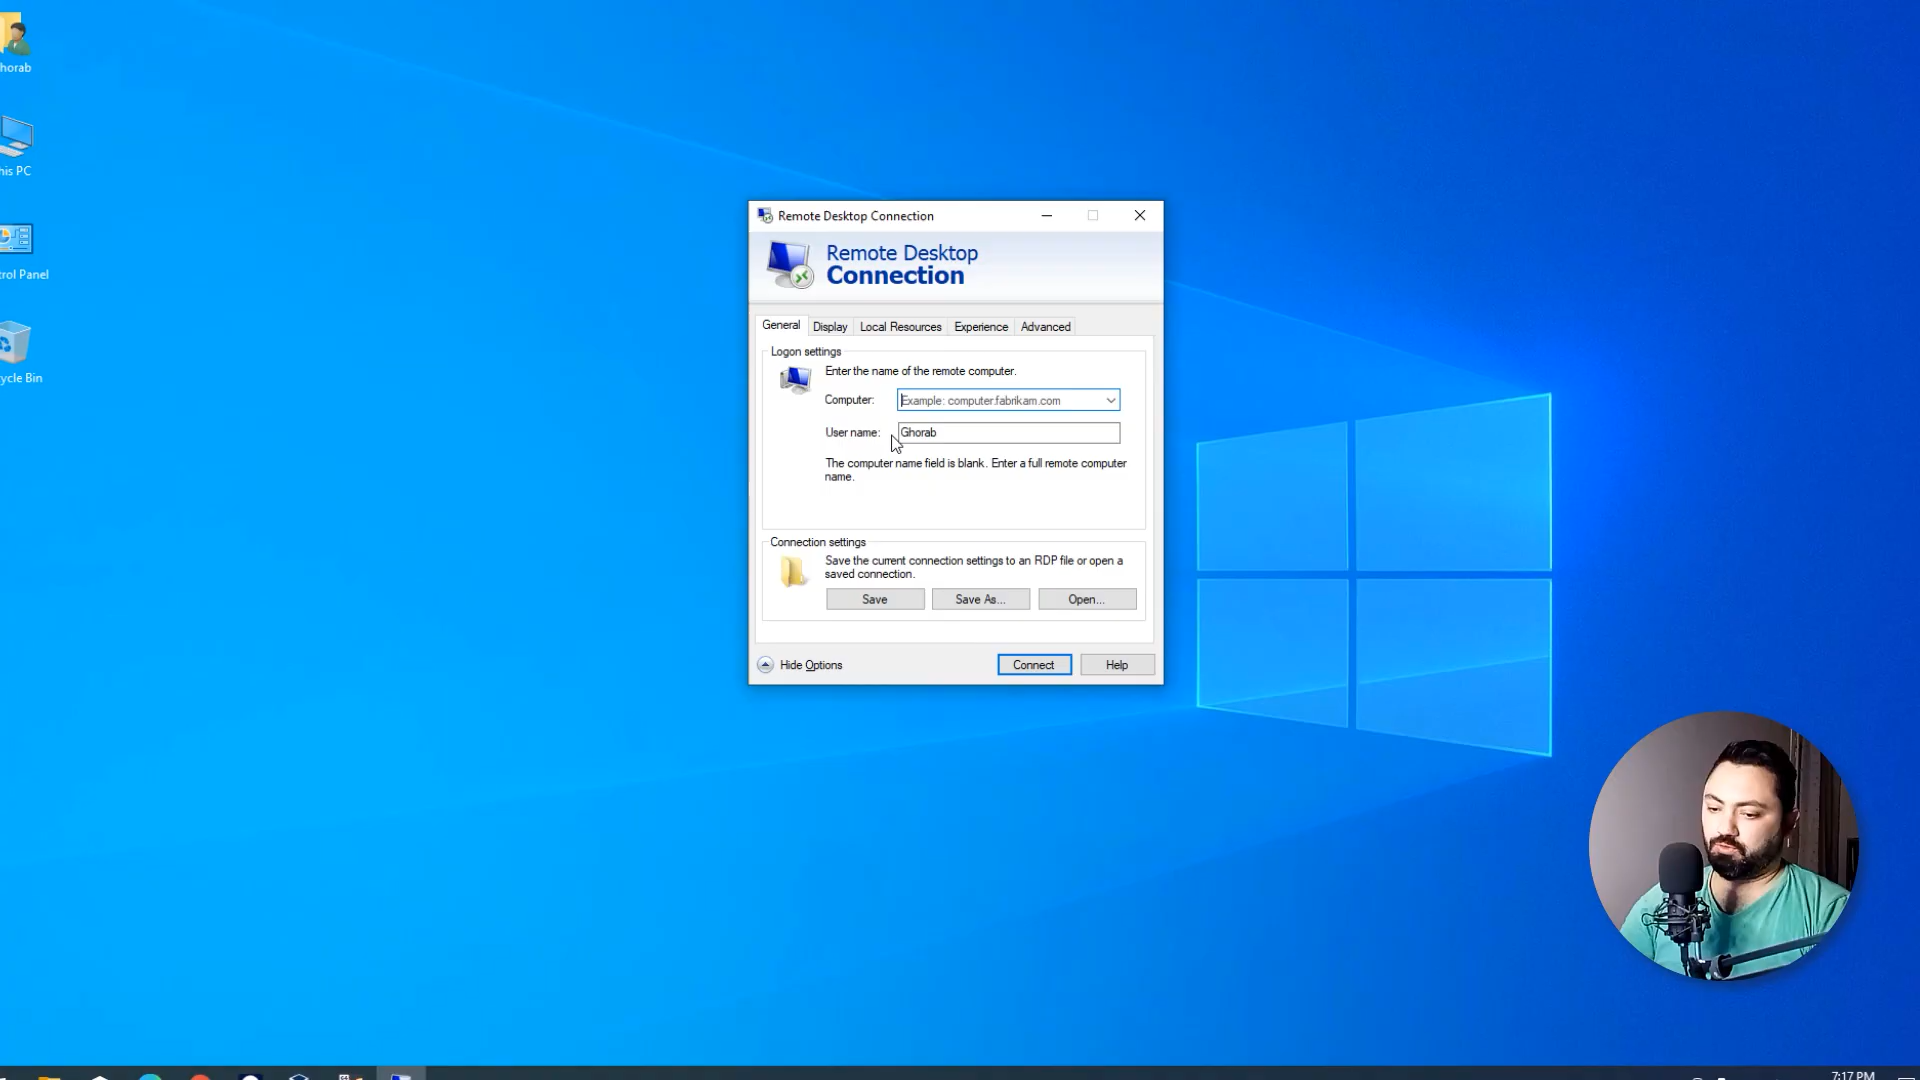 horab
his PC
trol Panel
ycle Bin
Remote Desktop Connection
Remote Desktop
Connection
General
Display
Local Resources
Experience
Advanced
Logon settings
Enter the name of the remote computer.
Computer:
Example: computer.fabrikam.com
User name:
Ghorab
The computer name field is blank. Enter a full remote computer
name.
Connection settings
Save the current connection settings to an RDP file or open a
saved connection.
Save
Save As...
Open...
Hide Options
Connect
Help
7:17 PM